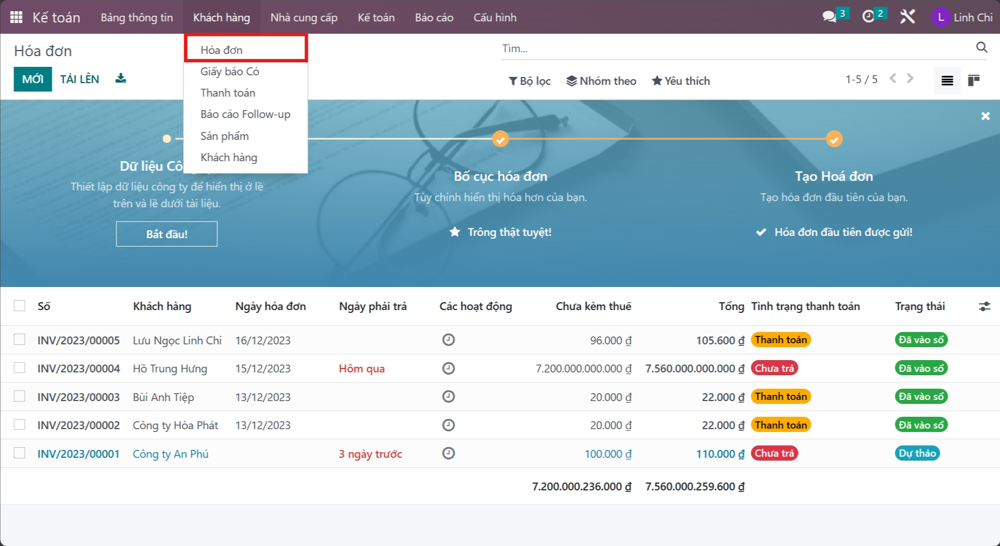 Kế toán Bảng thông tin Khách hàng Nhà cung cấp Kế toán Báo cáo Cấu hình 3 2 L Linh Chi
Hóa đơn
Tìm...
MỚI TẢI LÊN
Bộ lọc Nhóm theo Yêu thích 1-5 / 5
Hóa đơn
Giấy báo Có
Thanh toán
Báo cáo Follow-up
Sản phẩm
Khách hàng
Dữ liệu Cô
Thiết lập dữ liệu công ty để hiển thị ở lề
trên và lề dưới tài liệu.
Bắt đầu!
Bố cục hóa đơn
Tùy chỉnh hiển thị hóa hơn của bạn.
Trông thật tuyệt!
Tạo Hoá đơn
Tạo hóa đơn đầu tiên của bạn.
Hóa đơn đầu tiên được gửi!
Số Khách hàng Ngày hóa đơn Ngày phải trả Các hoạt động Chưa kèm thuế Tổng Tình trạng thanh toán Trạng thái
INV/2023/00005 Lưu Ngọc Linh Chi 16/12/2023 96.000 ₫ 105.600 ₫ Thanh toán Đã vào sổ
INV/2023/00004 Hồ Trung Hưng 15/12/2023 Hôm qua 7.200.000.000.000 ₫ 7.560.000.000.000 ₫ Chưa trả Đã vào sổ
INV/2023/00003 Bùi Anh Tiệp 13/12/2023 20.000 ₫ 22.000 ₫ Thanh toán Đã vào sổ
INV/2023/00002 Công ty Hòa Phát 13/12/2023 20.000 ₫ 22.000 ₫ Thanh toán Đã vào sổ
INV/2023/00001 Công ty An Phú 3 ngày trước 100.000 ₫ 110.000 ₫ Chưa trả Dự thảo
7.200.000.236.000 ₫ 7.560.000.259.600 ₫